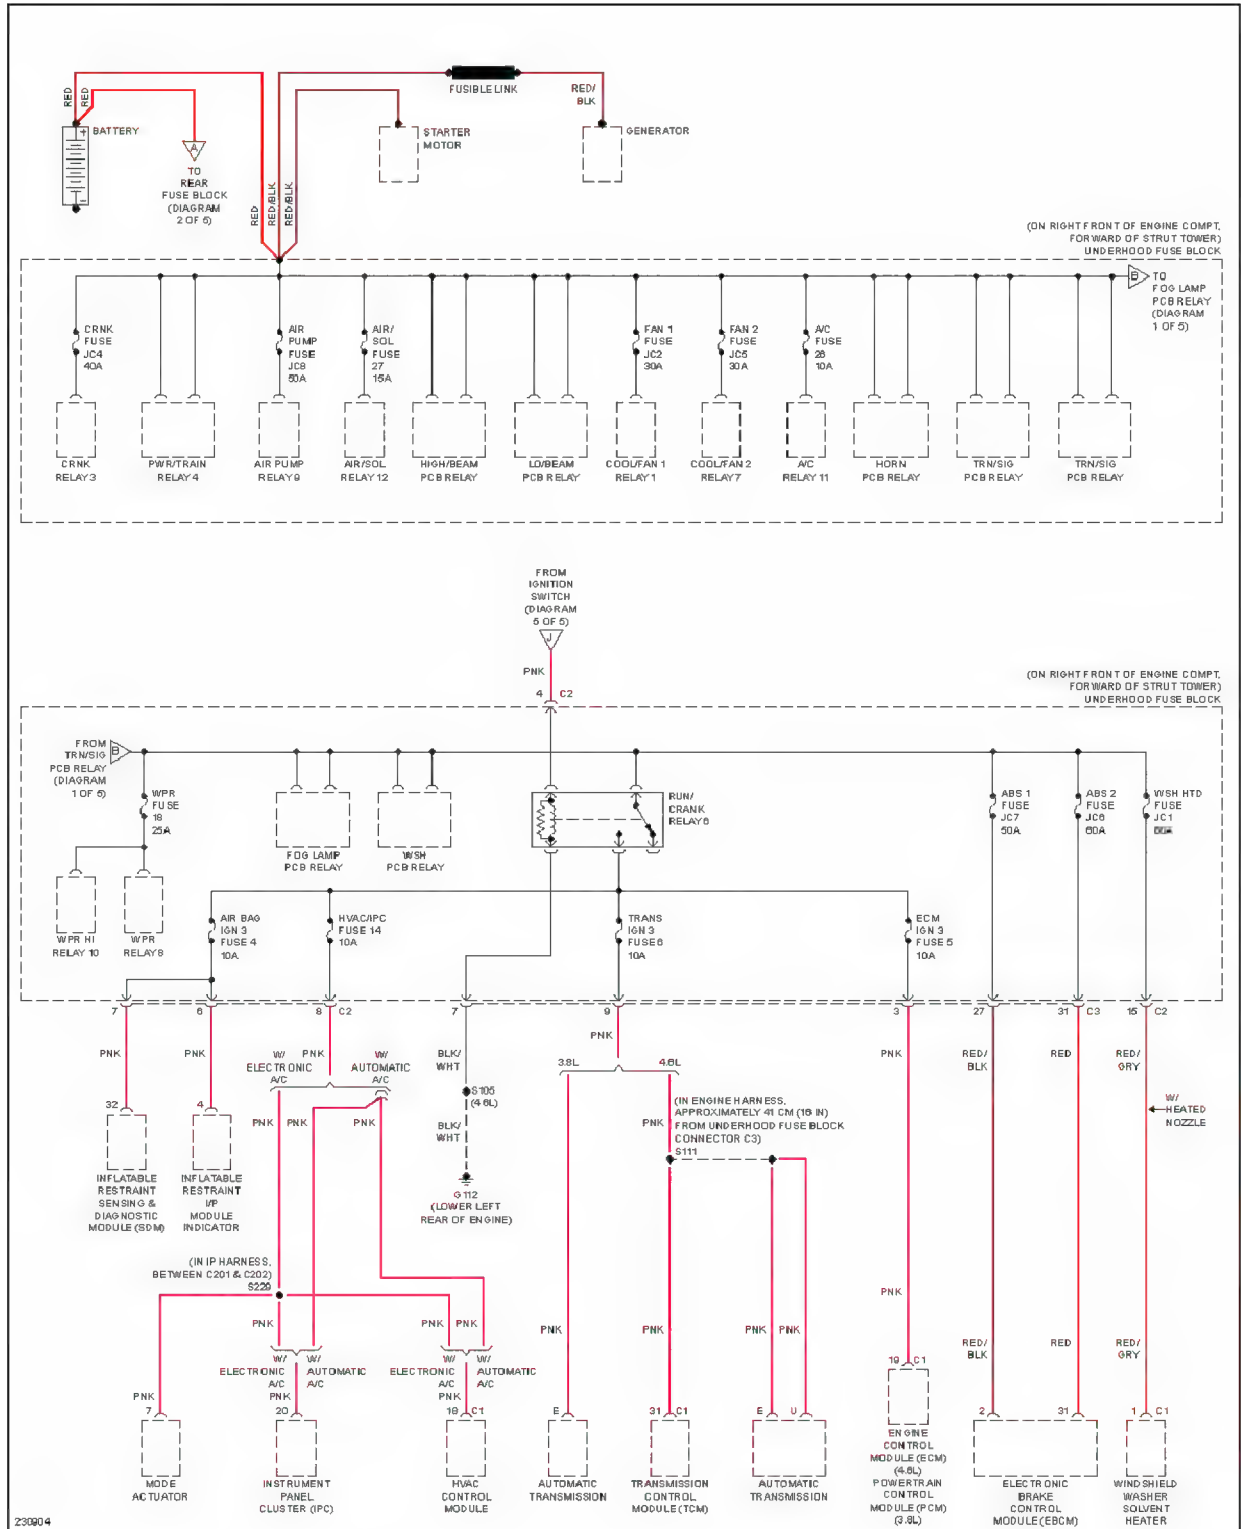 RED
RED
BATTERY
+
-
A
TO
REAR
FUSE BLOCK
(DIAGRAM
2 OF 5)
RED
RED/BLK
RED/BLK
FUSIBLE LINK
RED/
BLK
STARTER
MOTOR
GENERATOR
(ON RIGHT FRONT OF ENGINE COMPT,
FORWARD OF STRUT TOWER)
UNDERHOOD FUSE BLOCK
B
TO
FOG LAMP
PCB RELAY
(DIAGRAM
1 OF 5)
CRNK
FUSE
JC4
40A
AIR
PUMP
FUSE
JC8
50A
AIR/
SOL
FUSE
27
15A
FAN 1
FUSE
JC2
30A
FAN 2
FUSE
JC5
30A
A/C
FUSE
26
10A
CRNK
RELAY 3
PWR/TRAIN
RELAY 4
AIR PUMP
RELAY 9
AIR/SOL
RELAY 12
HIGH/BEAM
PCB RELAY
LO/BEAM
PCB RELAY
COOL/FAN 1
RELAY 1
COOL/FAN 2
RELAY 7
A/C
RELAY 11
HORN
PCB RELAY
TRN/SIG
PCB RELAY
TRN/SIG
PCB RELAY
FROM
IGNITION
SWITCH
(DIAGRAM
5 OF 5)
J
PNK
4 C2
(ON RIGHT FRONT OF ENGINE COMPT,
FORWARD OF STRUT TOWER)
UNDERHOOD FUSE BLOCK
FROM
TRN/SIG
PCB RELAY
(DIAGRAM
1 OF 5)
B
WPR
FUSE
18
25A
FOG LAMP
PCB RELAY
WSH
PCB RELAY
RUN/
CRANK
RELAY 6
ABS 1
FUSE
JC7
50A
ABS 2
FUSE
JC6
60A
WSH HTD
FUSE
JC1
WPR HI
RELAY 10
WPR
RELAY 8
AIR BAG
IGN 3
FUSE 4
10A
HVAC/IPC
FUSE 14
10A
TRANS
IGN 3
FUSE 6
10A
ECM
IGN 3
FUSE 5
10A
7 6 8 C2 7 9 3 27 31 C3 15 C2
PNK
PNK
W/
ELECTRONIC
A/C
PNK
W/
AUTOMATIC
A/C
BLK/
WHT
PNK
3.8L
4.6L
PNK
RED/
BLK
RED
RED/
GRY
S105
(4.6L)
(IN ENGINE HARNESS,
APPROXIMATELY 41 CM (16 IN)
FROM UNDERHOOD FUSE BLOCK
CONNECTOR C3)
S111
W/
HEATED
NOZZLE
32
4
PNK
PNK
PNK
BLK/
WHT
PNK
INFLATABLE
RESTRAINT
SENSING &
DIAGNOSTIC
MODULE (SDM)
INFLATABLE
RESTRAINT
I/P
MODULE
INDICATOR
G112
(LOWER LEFT
REAR OF ENGINE)
(IN IP HARNESS,
BETWEEN C201 & C202)
S229
PNK
PNK
PNK
PNK
PNK
PNK
PNK
PNK
PNK
RED/
BLK
RED
RED/
GRY
W/
ELECTRONIC
A/C
W/
AUTOMATIC
A/C
W/
ELECTRONIC
A/C
W/
AUTOMATIC
A/C
19 C1
PNK
PNK
PNK
7 20 18 C1 E 31 C1 E U 2 31 1 C1
MODE
ACTUATOR
INSTRUMENT
PANEL
CLUSTER (IPC)
HVAC
CONTROL
MODULE
AUTOMATIC
TRANSMISSION
TRANSMISSION
CONTROL
MODULE (TCM)
AUTOMATIC
TRANSMISSION
ENGINE
CONTROL
MODULE (ECM)
(4.6L)
POWERTRAIN
CONTROL
MODULE (PCM)
(3.8L)
ELECTRONIC
BRAKE
CONTROL
MODULE (EBCM)
WINDSHIELD
WASHER
SOLVENT
HEATER
230904